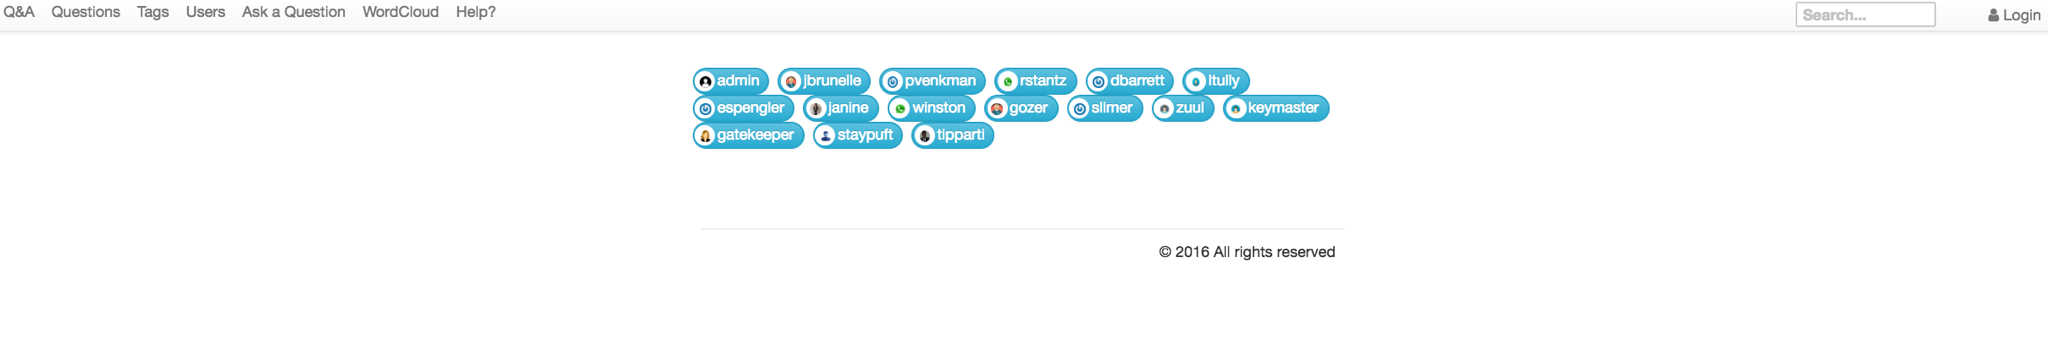 Q&A Questions Tags Users Ask a Question WordCloud Help? Search... Login
admin jbrunelle pvenkman rstantz dbarrett ltully
espengler janine winston gozer slimer zuul keymaster
gatekeeper staypuft tipparti
© 2016 All rights reserved